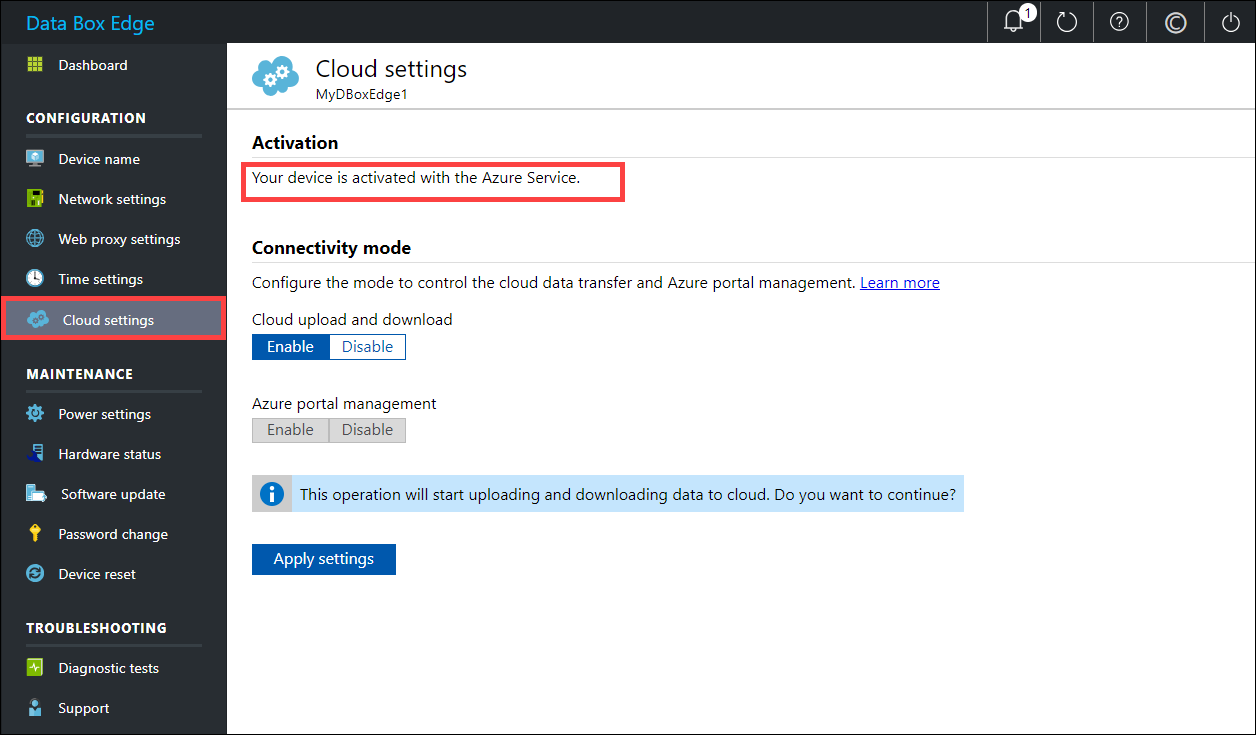 Data Box Edge
1
Dashboard
CONFIGURATION
Device name
Network settings
Web proxy settings
Time settings
Cloud settings
MAINTENANCE
Power settings
Hardware status
Software update
Password change
Device reset
TROUBLESHOOTING
Diagnostic tests
Support
Cloud settings
MyDBoxEdge1
Activation
Your device is activated with the Azure Service.
Connectivity mode
Configure the mode to control the cloud data transfer and Azure portal management. Learn more
Cloud upload and download
Enable Disable
Azure portal management
Enable Disable
This operation will start uploading and downloading data to cloud. Do you want to continue?
Apply settings